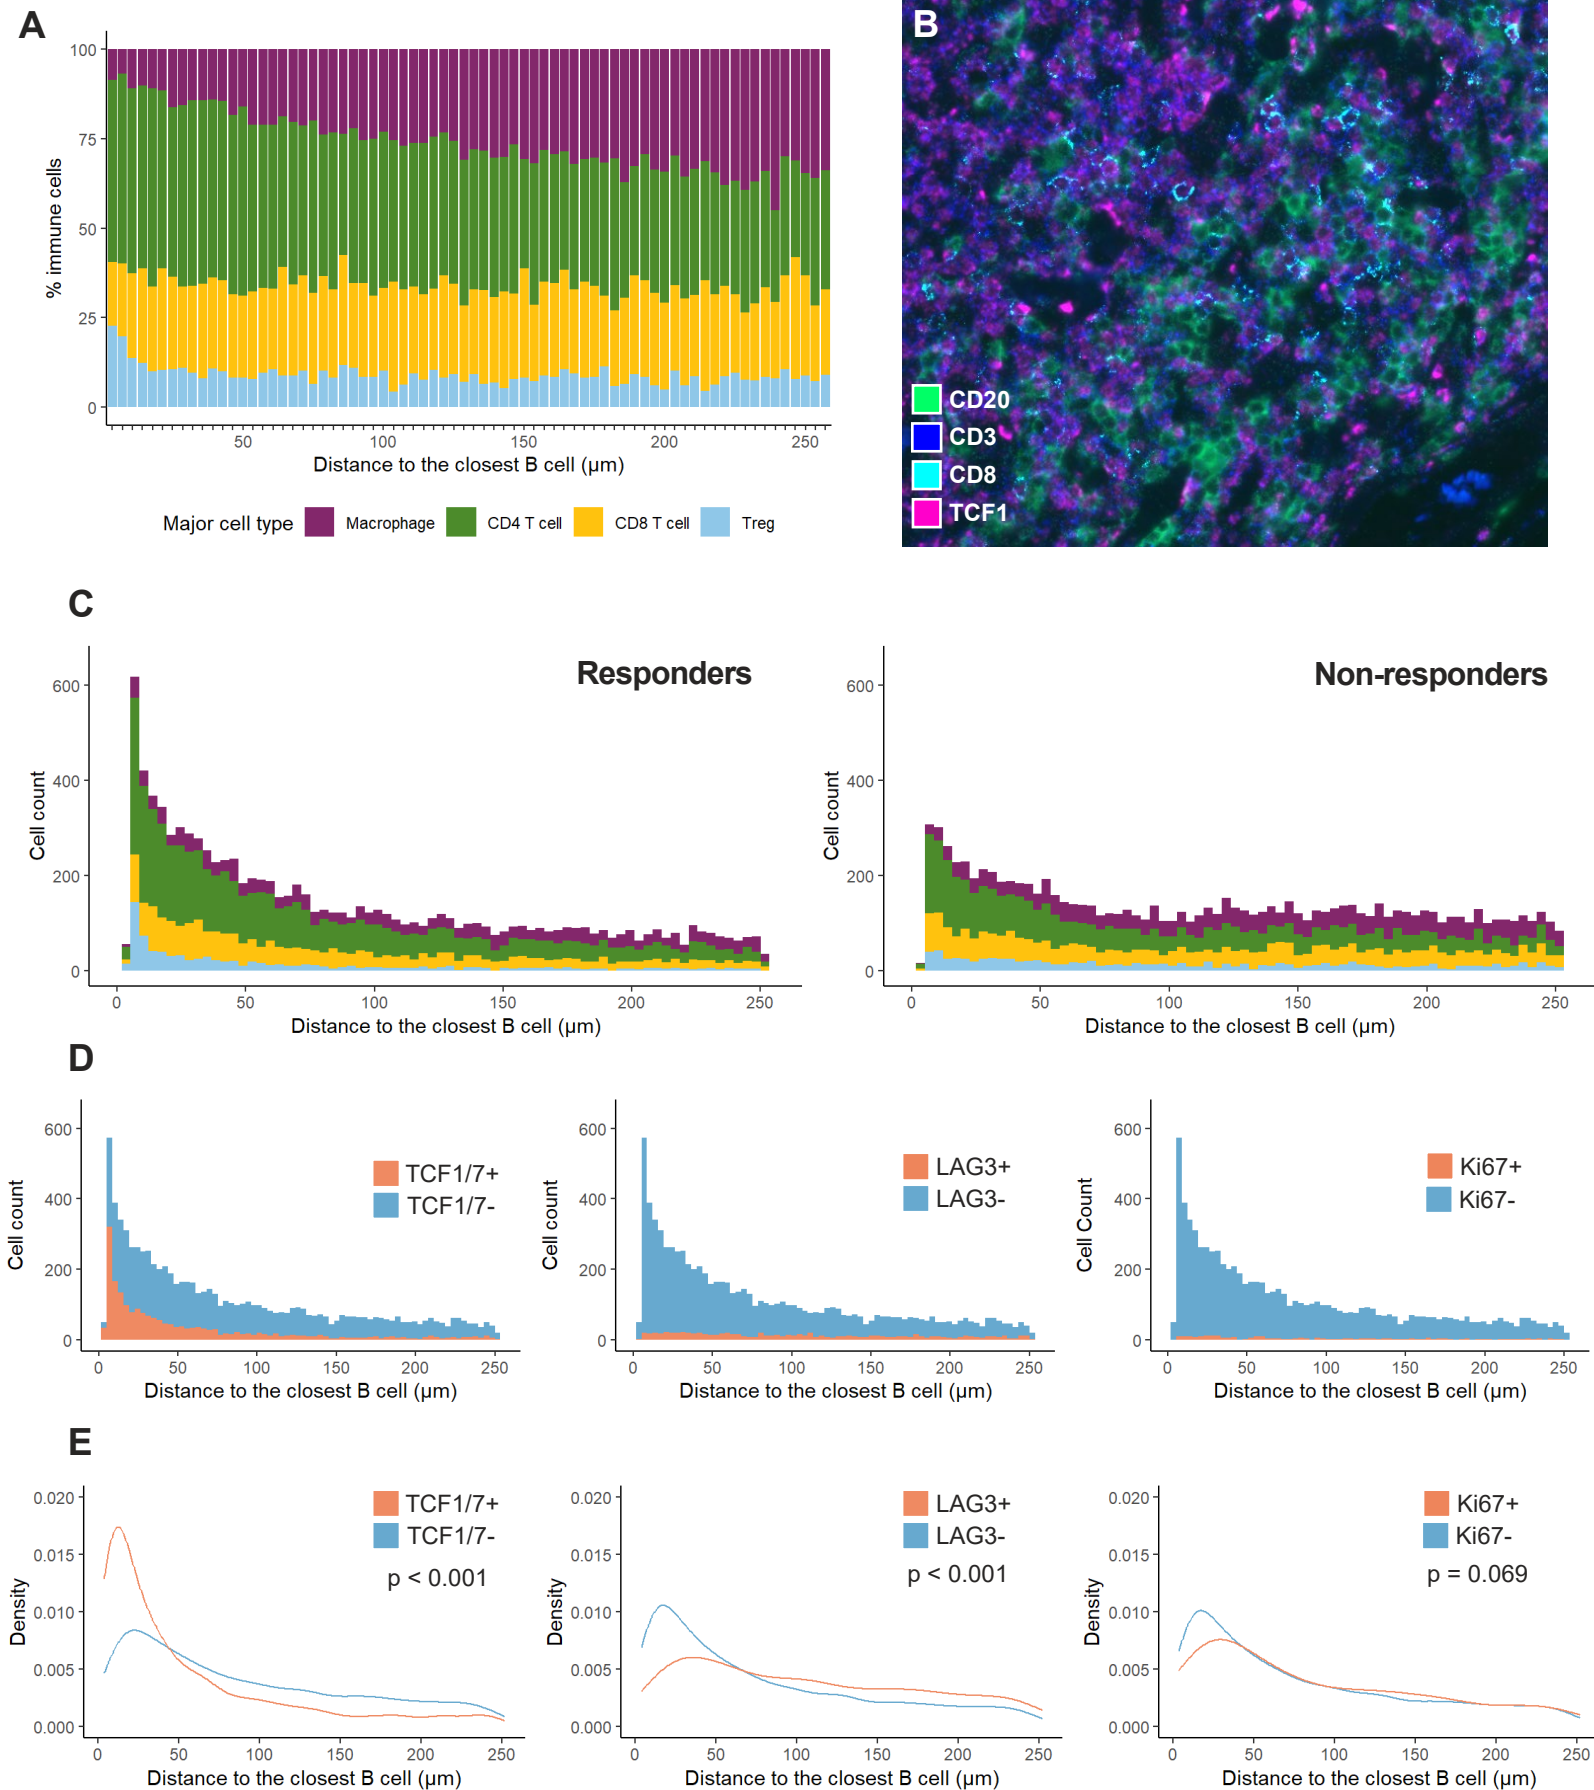 A
100
75
50
25
0
% immune cells
50 100 150 200 250
Distance to the closest B cell (µm)
Major cell type Macrophage CD4 T cell CD8 T cell Treg
B
CD20
CD3
CD8
TCF1
C
Responders
600
400
200
0
Cell count
0 50 100 150 200 250
Distance to the closest B cell (µm)
Non-responders
600
400
200
0
Cell count
0 50 100 150 200 250
Distance to the closest B cell (µm)
D
TCF1/7+
TCF1/7-
600
400
200
0
Cell count
0 50 100 150 200 250
Distance to the closest B cell (µm)
LAG3+
LAG3-
600
400
200
0
Cell count
0 50 100 150 200 250
Distance to the closest B cell (µm)
Ki67+
Ki67-
600
400
200
0
Cell Count
0 50 100 150 200 250
Distance to the closest B cell (µm)
E
TCF1/7+
TCF1/7-
p < 0.001
0.020
0.015
0.010
0.005
0.000
Density
0 50 100 150 200 250
Distance to the closest B cell (µm)
LAG3+
LAG3-
p < 0.001
0.020
0.015
0.010
0.005
0.000
Density
0 50 100 150 200 250
Distance to the closest B cell (µm)
Ki67+
Ki67-
p = 0.069
0.020
0.015
0.010
0.005
0.000
Density
0 50 100 150 200 250
Distance to the closest B cell (µm)